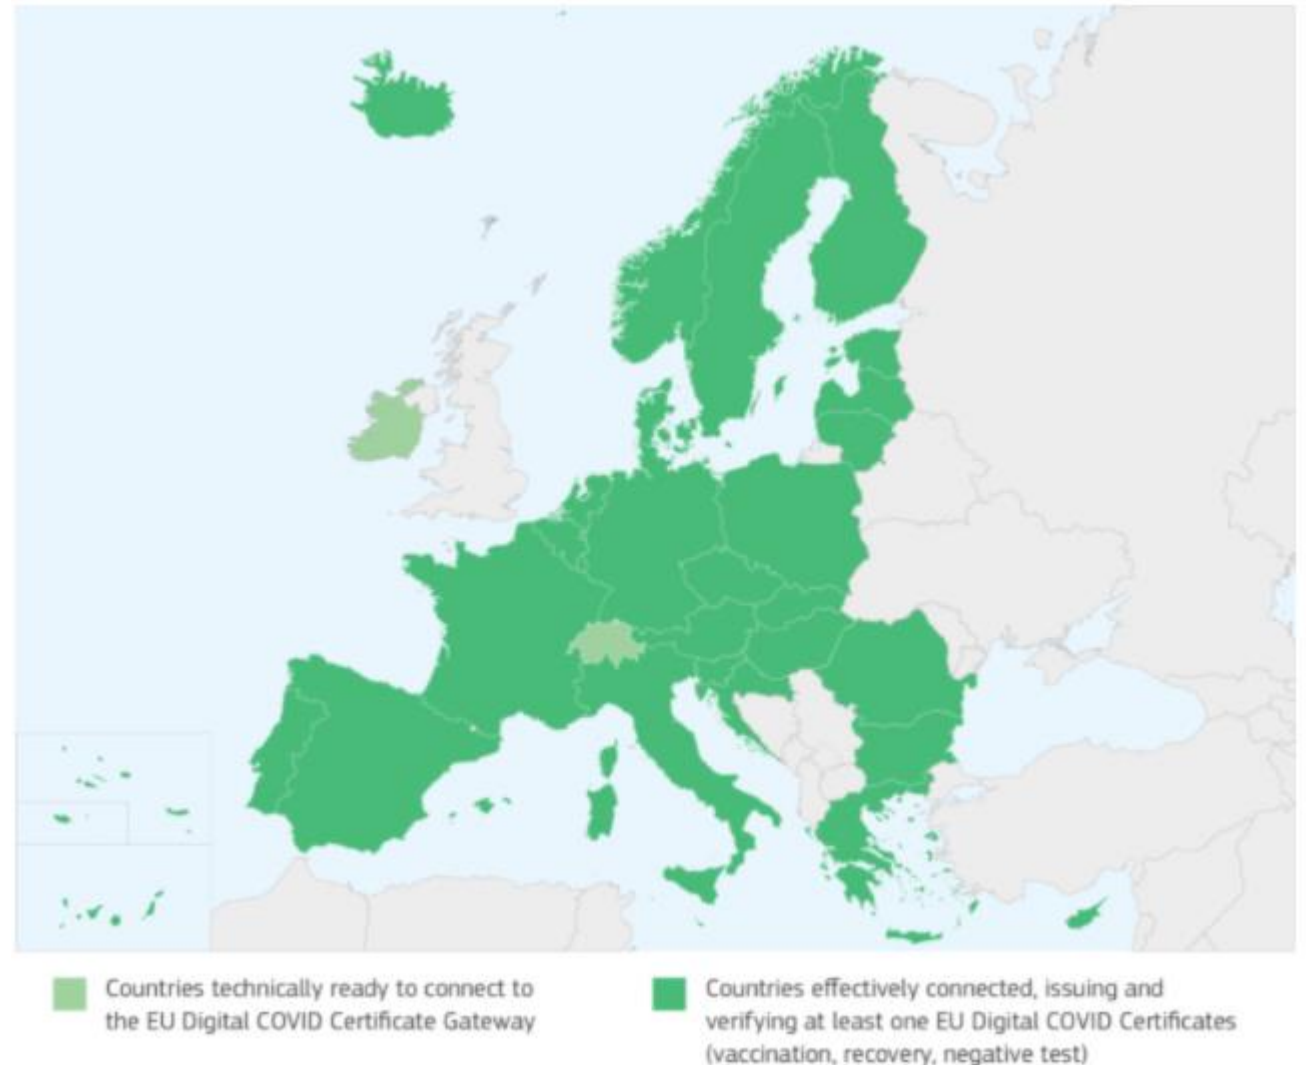 Countries technically ready to connect to
the EU Digital COVID Certificate Gateway
Countries effectively connected, issuing and
verifying at least one EU Digital COVID Certificates
(vaccination, recovery, negative test)